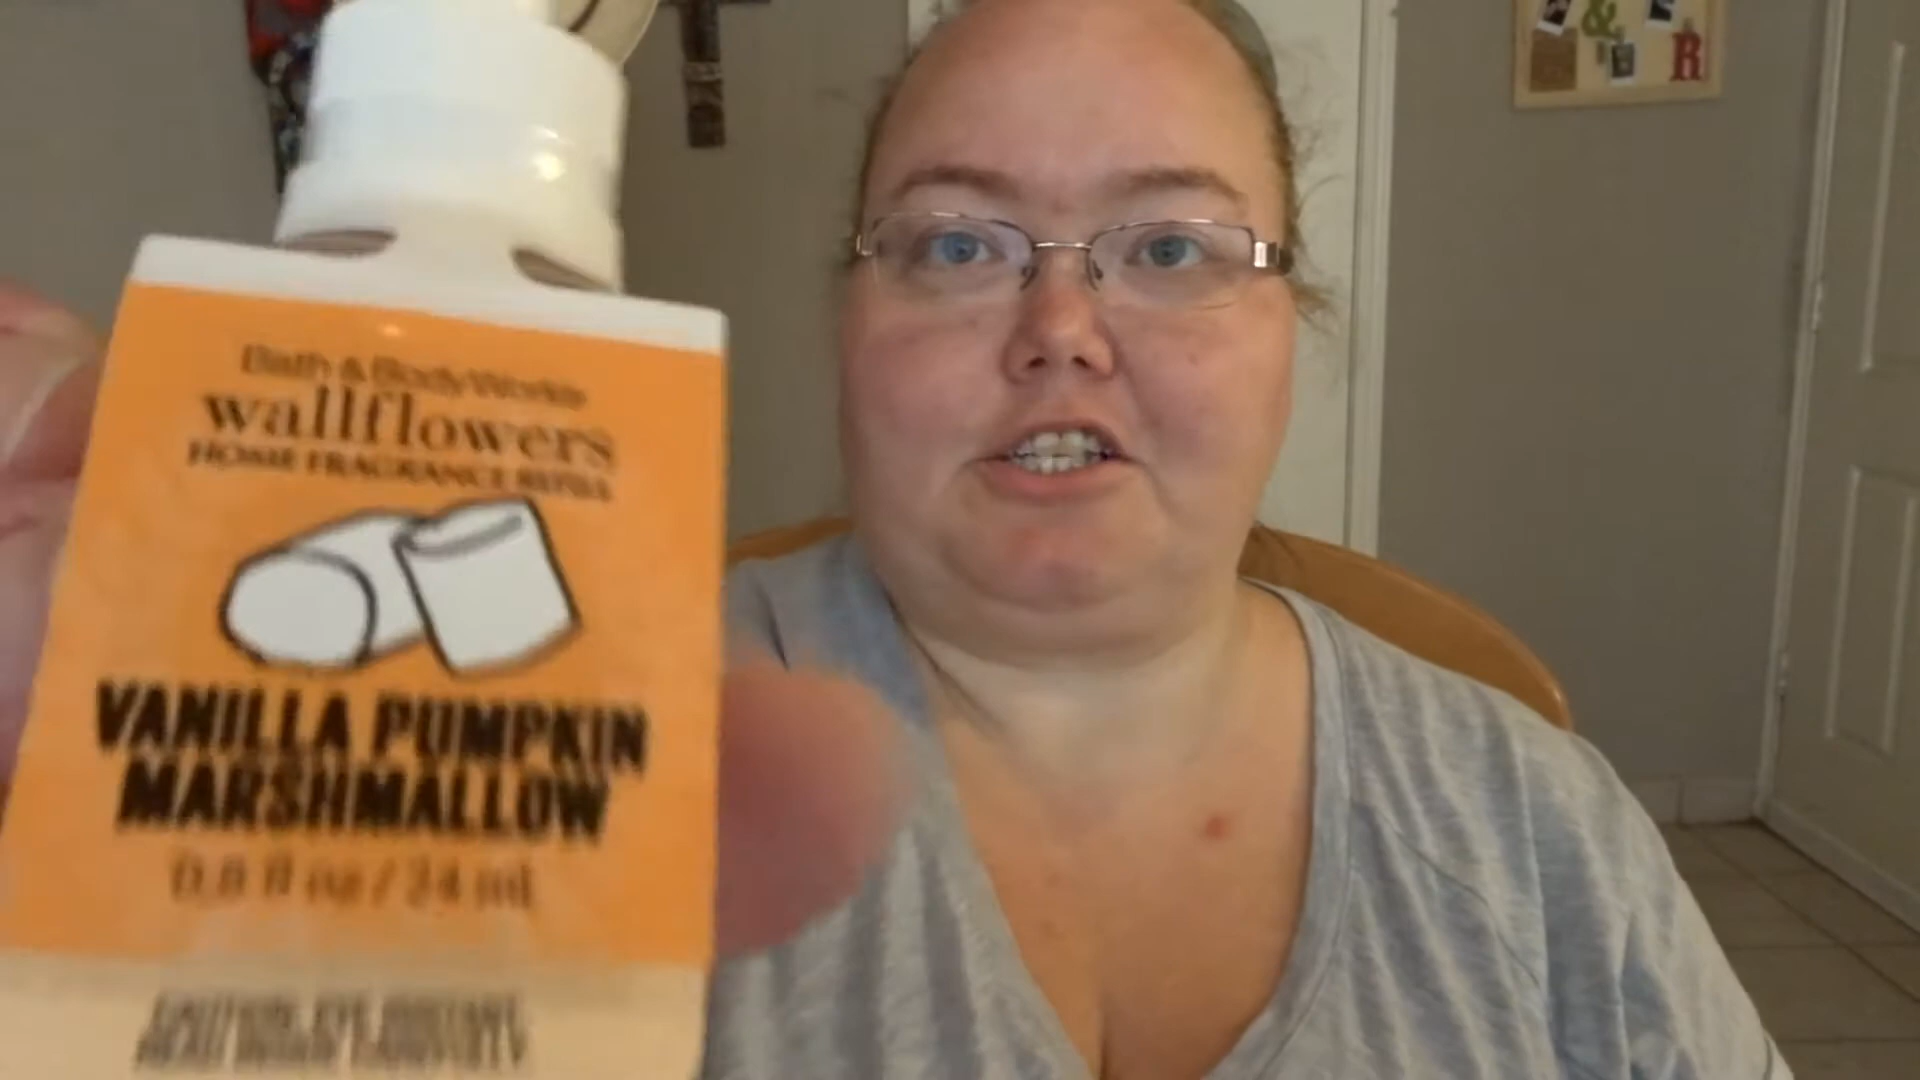 Bath & Body Works
wallflowers
HOME FRAGRANCE REFILL
VANILLA PUMPKIN
MARSHMALLOW
0.8 fl oz / 24 mL
&
R